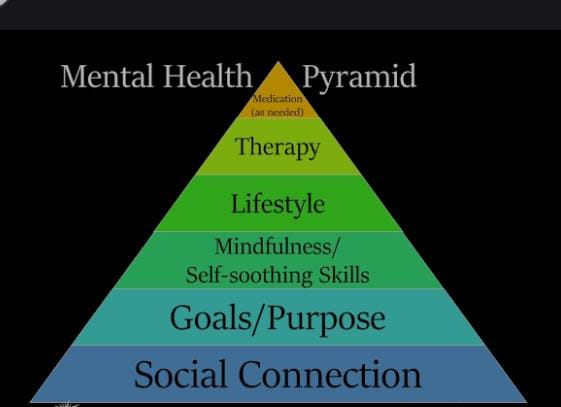 Mental Health Pyramid
Medication
(as needed)
Therapy
Lifestyle
Mindfulness/
Self-soothing Skills
Goals/Purpose
Social Connection